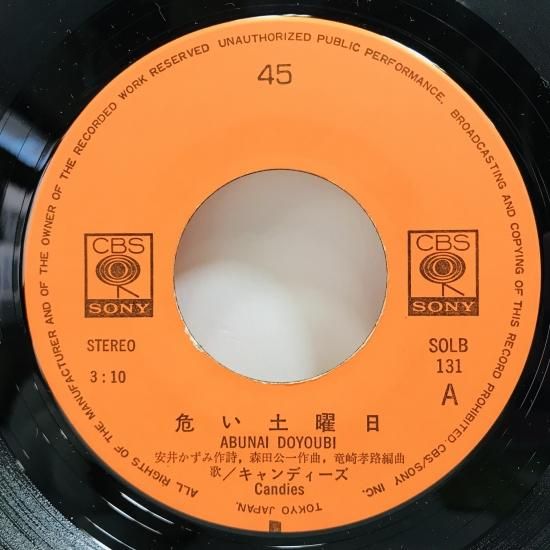 ALL RIGHTS OF THE MANUFACTURER AND OF THE OWNER OF THE RECORDED WORK RESERVED UNAUTHORIZED PUBLIC PERFORMANCE. BROADCASTING AND COPYING OF THIS RECORD PROHIBITED. CBS/SONY INC. TOKYO JAPAN.
45
CBS
SONY
CBS
SONY
STEREO
3:10
SOLB
131
A
危い土曜日
ABUNAI DOYOUBI
安井かずみ作詩，森田公一作曲，竜崎孝路編曲
歌／キャンディーズ
Candies